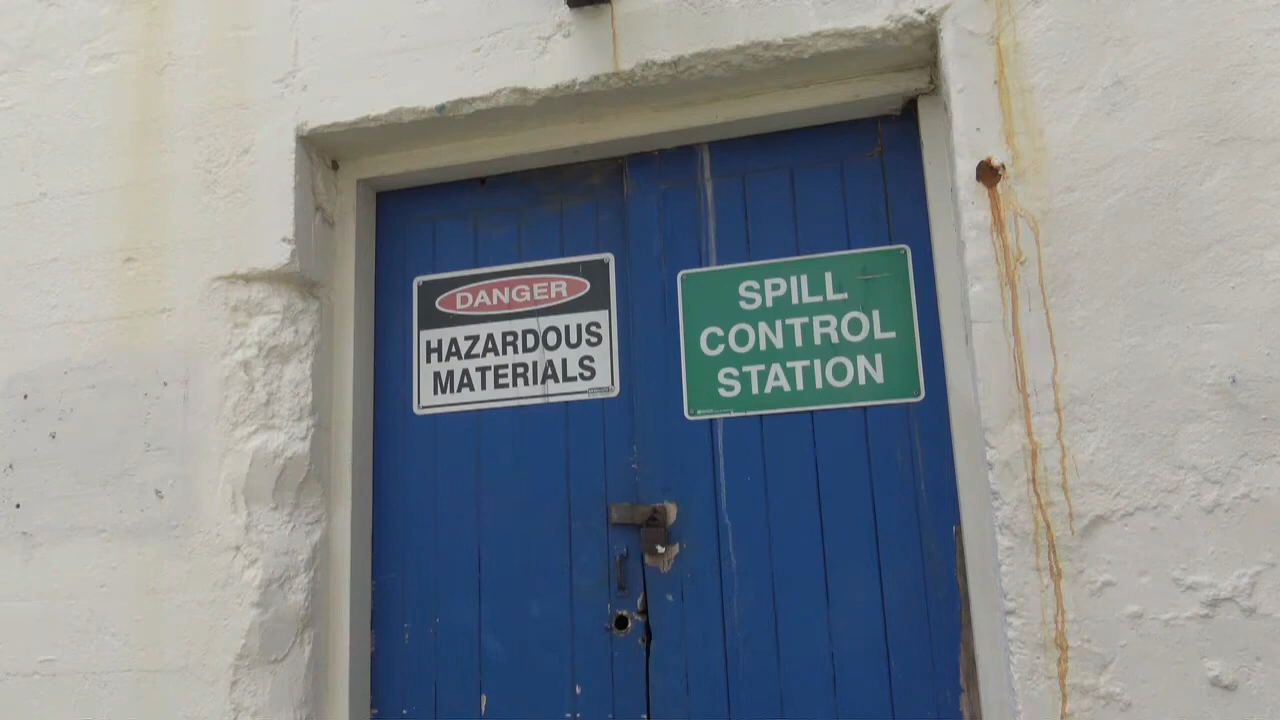 DANGER
HAZARDOUS
MATERIALS
SPILL
CONTROL
STATION